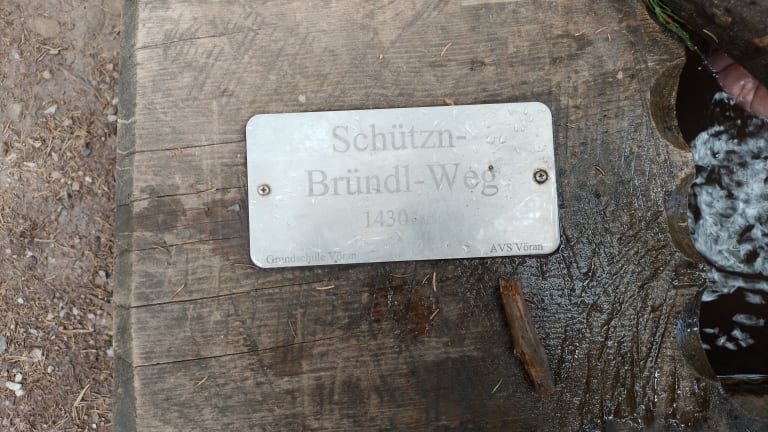 Schützn-
Bründl-Weg
1430
Grundschule Vöran
AVS Vöran